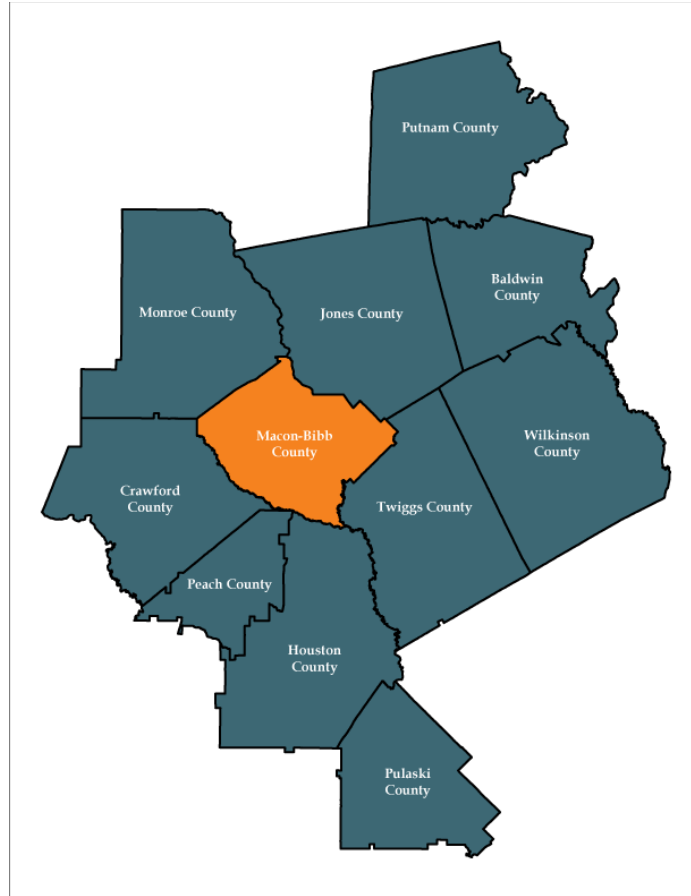 Putnam County
Baldwin
County
Monroe County
Jones County
Macon-Bibb
County
Wilkinson
County
Crawford
County
Twiggs County
Peach County
Houston
County
Pulaski
County